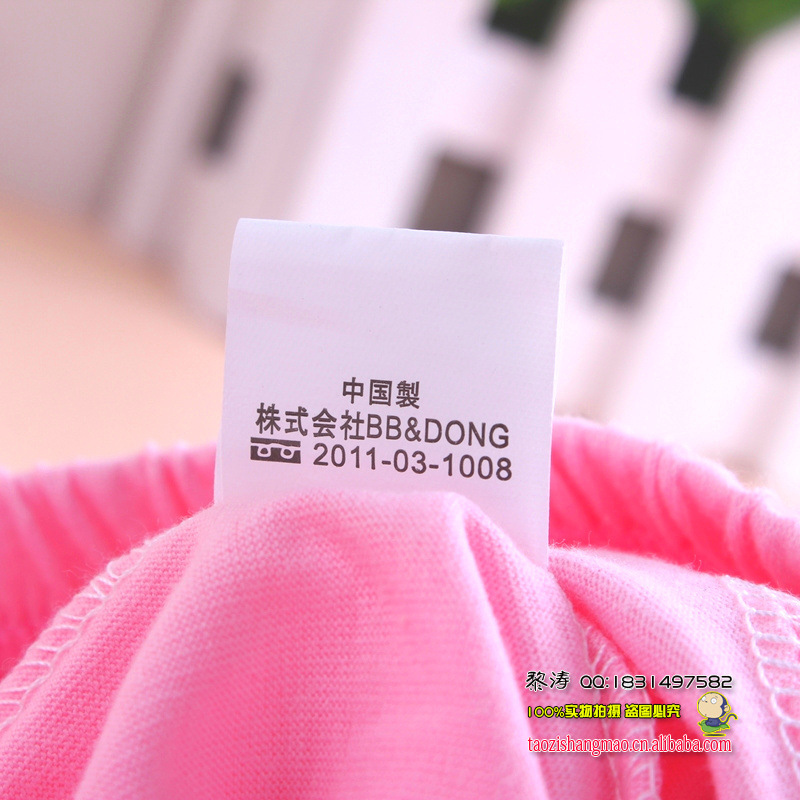 中国製
株式会社BB&DONG
2011-03-1008
黎涛 QQ:1831497582
100%实物拍摄 盗图必究
taozishangmao.cn.alibaba.com